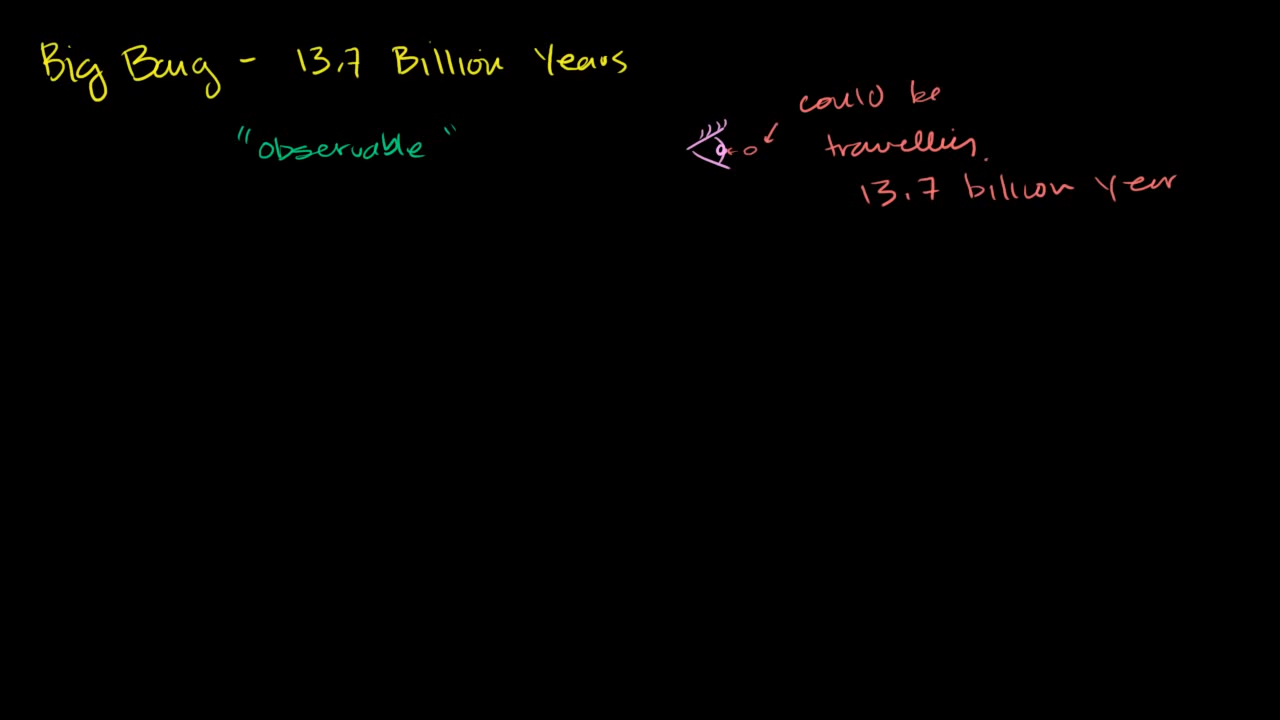 Big Bang - 13.7 Billion Years
"observable"
could be
travelling
13.7 billion year